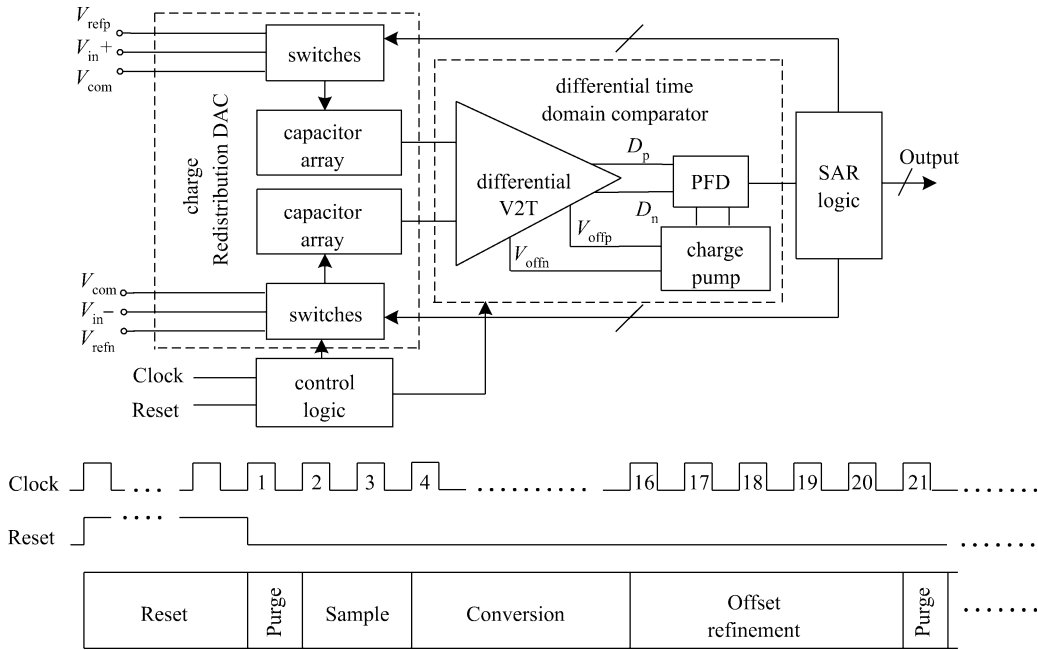 V_refp
V_in+
V_com
switches
capacitor
array
charge
Redistribution DAC
capacitor
array
V_com
V_in−
V_refn
switches
Clock
Reset
control
logic
differential time
domain comparator
differential
V2T
D_p
D_n
V_offp
V_offn
PFD
charge
pump
SAR
logic
Output
Clock
1 2 3 4 16 17 18 19 20 21
Reset
Reset
Purge
Sample
Conversion
Offset
refinement
Purge